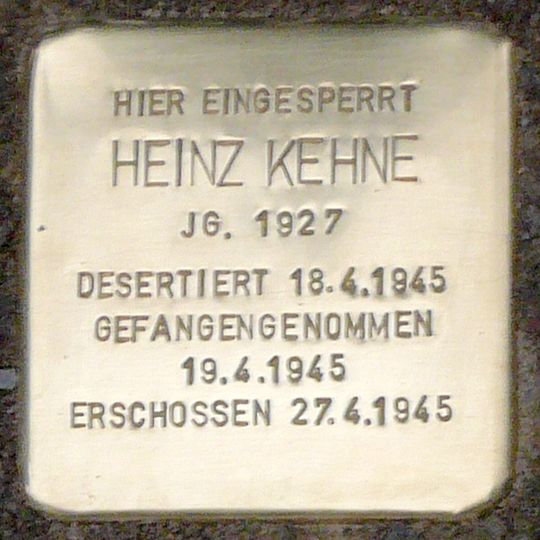 HIER EINGESPERRT
HEINZ KEHNE
JG. 1927
DESERTIERT 18.4.1945
GEFANGENGENOMMEN
19.4.1945
ERSCHOSSEN 27.4.1945